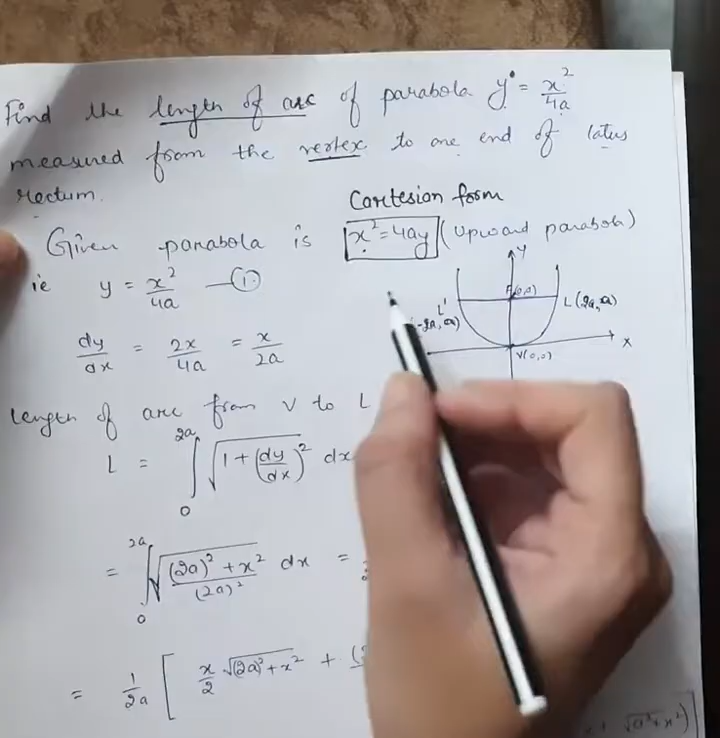 Find the length of arc of parabola y = x²/4a
measured from the vertex to one end of latus
rectum.
Cartesion form
Given parabola is x² = 4ay (Upward parabola)
ie y = x²/4a —①
Y
(0,0)
L'
L (2a, a)
(-2a, a)
X
V(0,0)
dy/dx = 2x/4a = x/2a
length of arc from V to L
L = ∫₀²ᵃ √(1 + (dy/dx)²) dx
= ∫₀²ᵃ √(((2a)² + x²)/(2a)²) dx =
= 1/2a [ x/2 √((2a)² + x²) +
√(a² + x²) ]